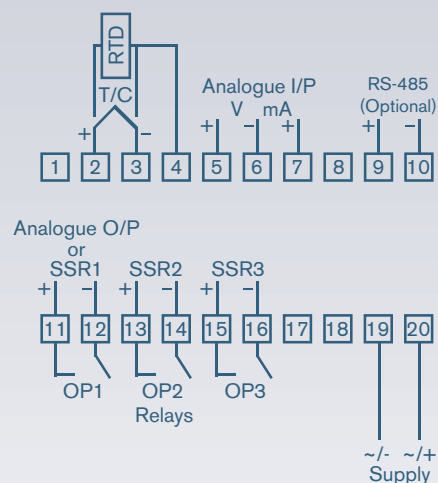 RTD
T/C
+ −
Analogue I/P
V mA
+ − +
RS-485
(Optional)
+ −
1 2 3 4 5 6 7 8 9 10
Analogue O/P
or
SSR1 SSR2 SSR3
+ − + − + −
11 12 13 14 15 16 17 18 19 20
OP1 OP2 OP3
Relays
~/- ~/+
Supply